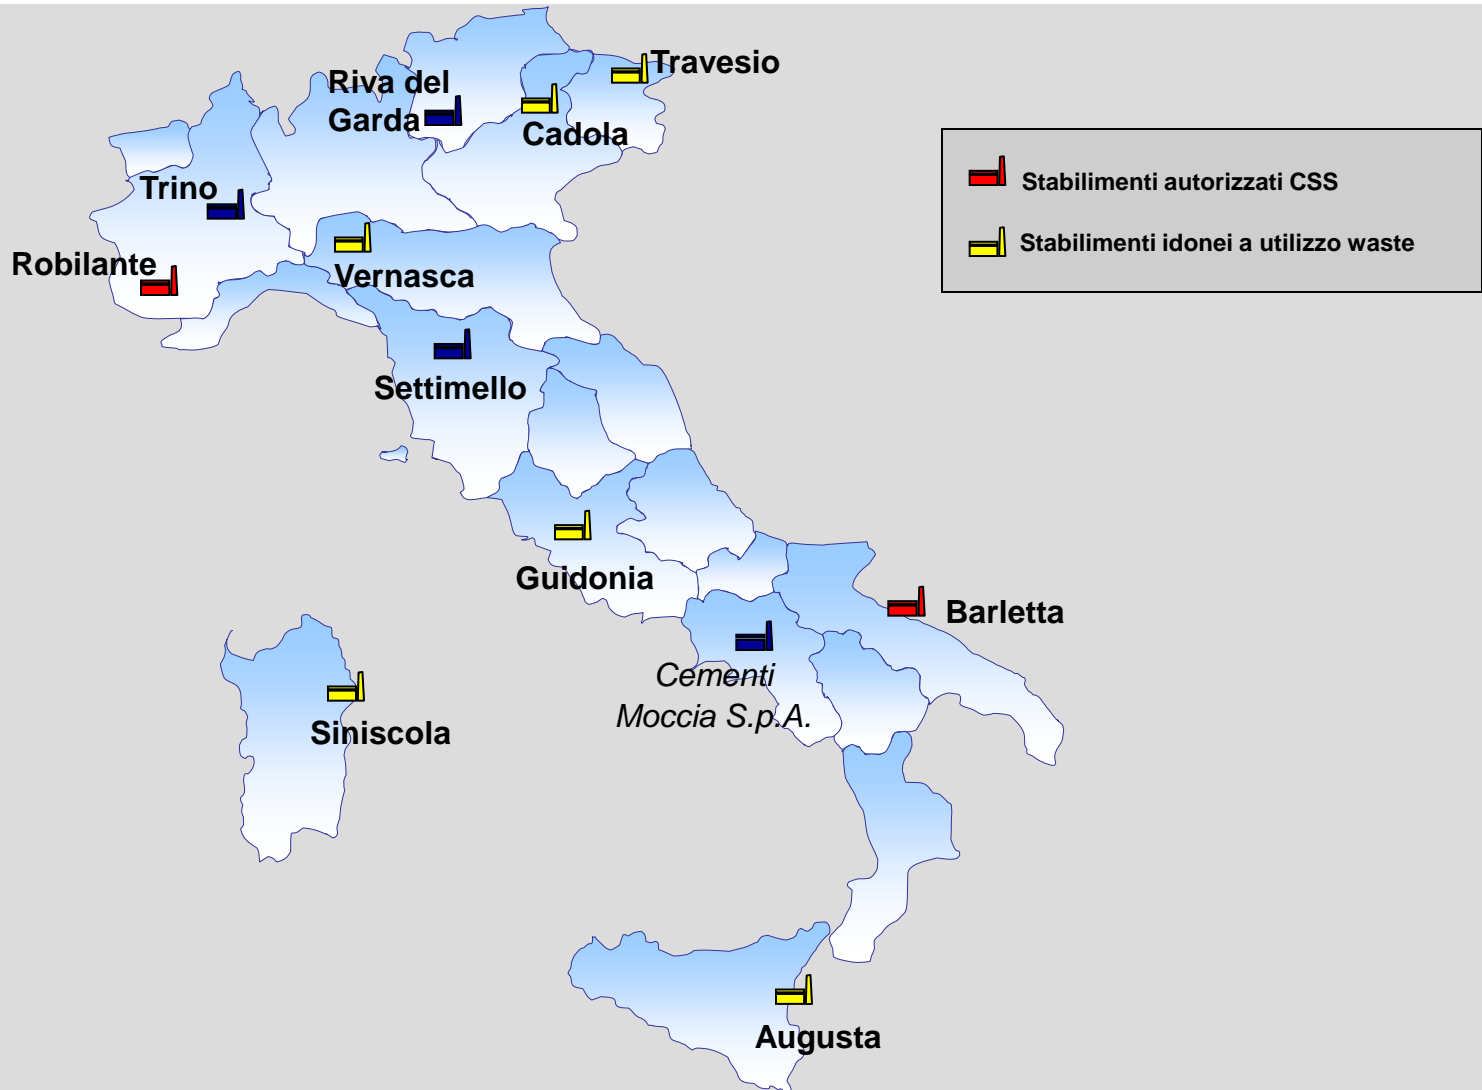 Travesio
Riva del
Garda
Cadola
Stabilimenti autorizzati CSS
Trino
Stabilimenti idonei a utilizzo waste
Robilante
Vernasca
Settimello
Guidonia
Barletta
Cementi
Moccia S.p.A.
Siniscola
Augusta